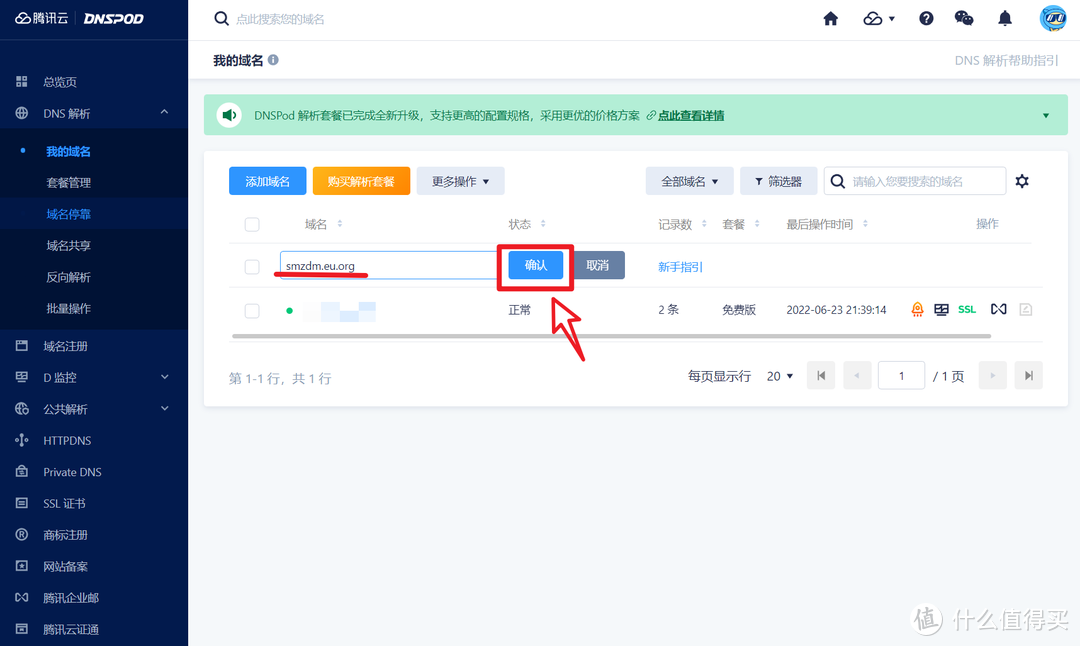 腾讯云 DNSPOD
点此搜索您的域名
我的域名
DNS 解析帮助指引
总览页
DNS 解析
我的域名
套餐管理
域名停靠
域名共享
反向解析
批量操作
域名注册
D 监控
公共解析
HTTPDNS
Private DNS
SSL 证书
商标注册
网站备案
腾讯企业邮
腾讯云证通
DNSPod 解析套餐已完成全新升级，支持更高的配置规格，采用更优的价格方案 点此查看详情
添加域名 购买解析套餐 更多操作 全部域名 筛选器 请输入您要搜索的域名
域名 状态 记录数 套餐 最后操作时间 操作
smzdm.eu.org 确认 取消 新手指引
正常 2 条 免费版 2022-06-23 21:39:14 SSL
第 1-1 行，共 1 行 每页显示行 20 1 / 1 页
值 什么值得买